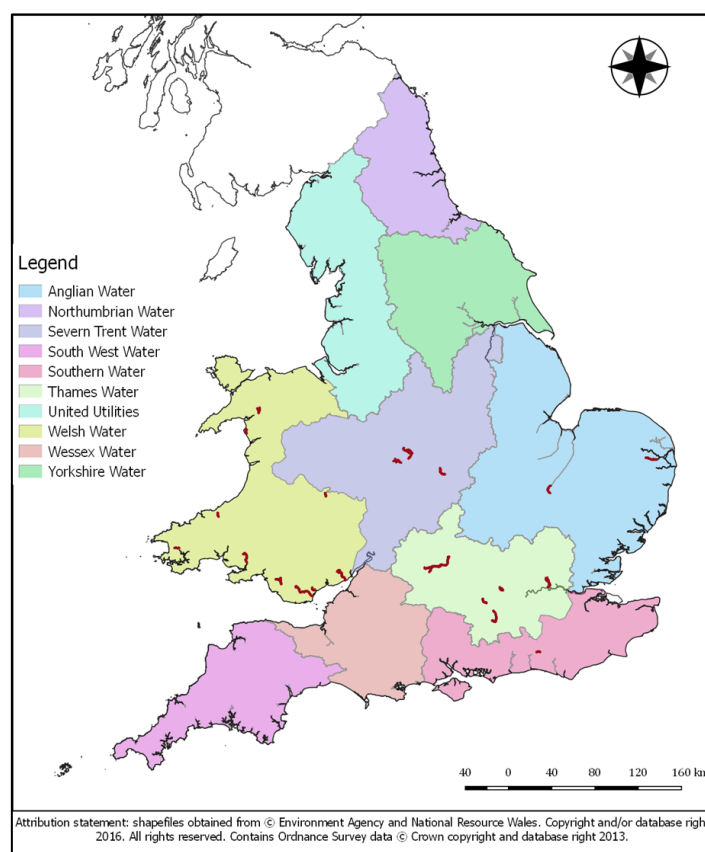 Legend
Anglian Water
Northumbrian Water
Severn Trent Water
South West Water
Southern Water
Thames Water
United Utilities
Welsh Water
Wessex Water
Yorkshire Water
40 0 40 80 120 160 km
Attribution statement: shapefiles obtained from © Environment Agency and National Resource Wales. Copyright and/or database righ
2016. All rights reserved. Contains Ordnance Survey data © Crown copyright and database right 2013.